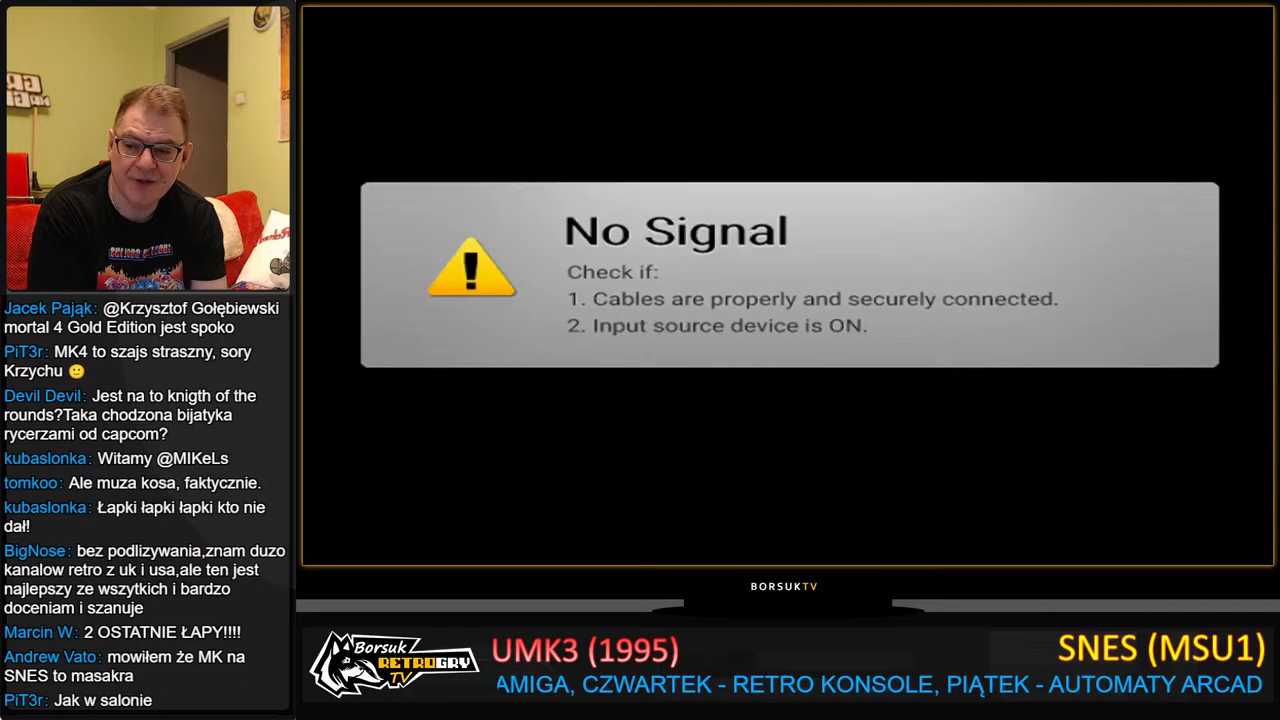 Jacek Pająk: @Krzysztof Gołębiewski
mortal 4 Gold Edition jest spoko
PiT3r: MK4 to szajs straszny, sory
Krzychu
Devil Devil: Jest na to knigth of the
rounds?Taka chodzona bijatyka
rycerzami od capcom?
kubaslonka: Witamy @MIKeLs
tomkoo: Ale muza kosa, faktycznie.
kubaslonka: Łapki łapki łapki kto nie
dał!
BigNose: bez podlizywania,znam duzo
kanalow retro z uk i usa,ale ten jest
najlepszy ze wszytkich i bardzo
doceniam i szanuje
Marcin W: 2 OSTATNIE ŁAPY!!!!
Andrew Vato: mowiłem że MK na
SNES to masakra
PiT3r: Jak w salonie
No Signal
Check if:
1. Cables are properly and securely connected.
2. Input source device is ON.
BORSUKTV
Borsuk
RETROGRY
TV
UMK3 (1995)
SNES (MSU1)
AMIGA, CZWARTEK - RETRO KONSOLE, PIĄTEK - AUTOMATY ARCAD